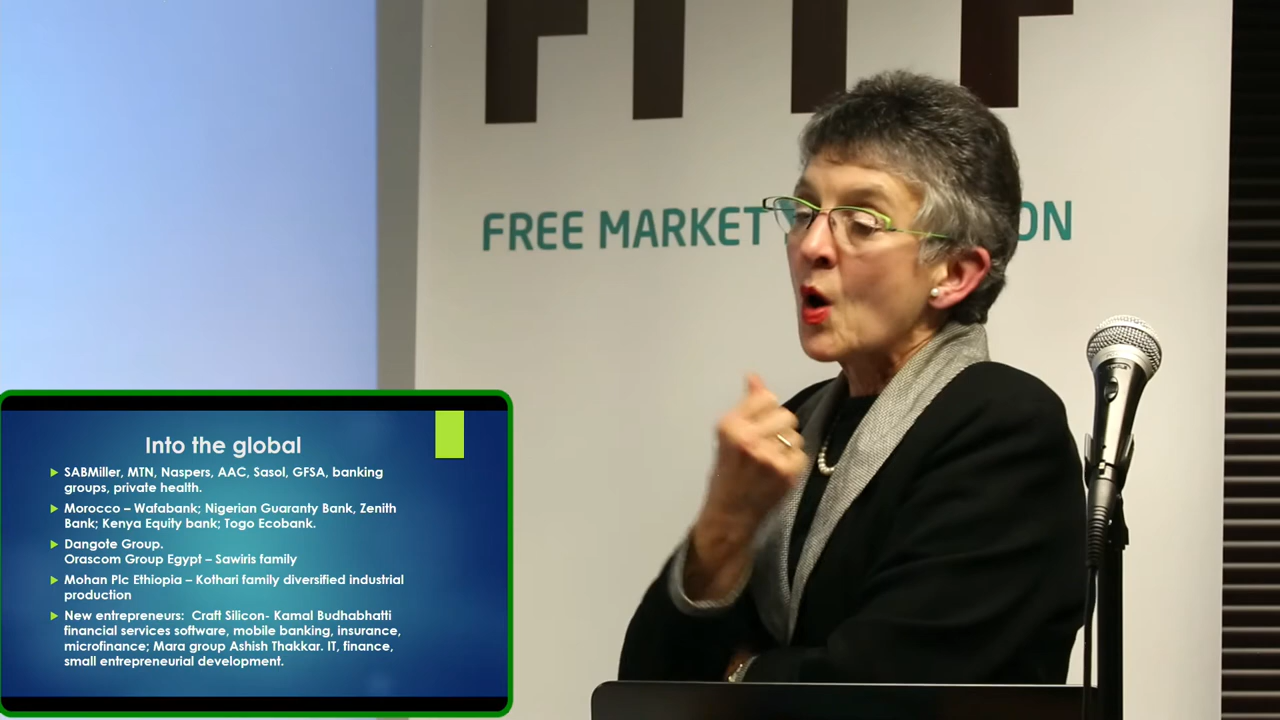 FREE MARKET ON
Into the global
SABMiller, MTN, Naspers, AAC, Sasol, GFSA, banking
groups, private health.
Morocco – Wafabank; Nigerian Guaranty Bank, Zenith
Bank; Kenya Equity bank; Togo Ecobank.
Dangote Group.
Orascom Group Egypt – Sawiris family
Mohan Plc Ethiopia – Kothari family diversified industrial
production
New entrepreneurs: Craft Silicon- Kamal Budhabhatti
financial services software, mobile banking, insurance,
microfinance; Mara group Ashish Thakkar. IT, finance,
small entrepreneurial development.